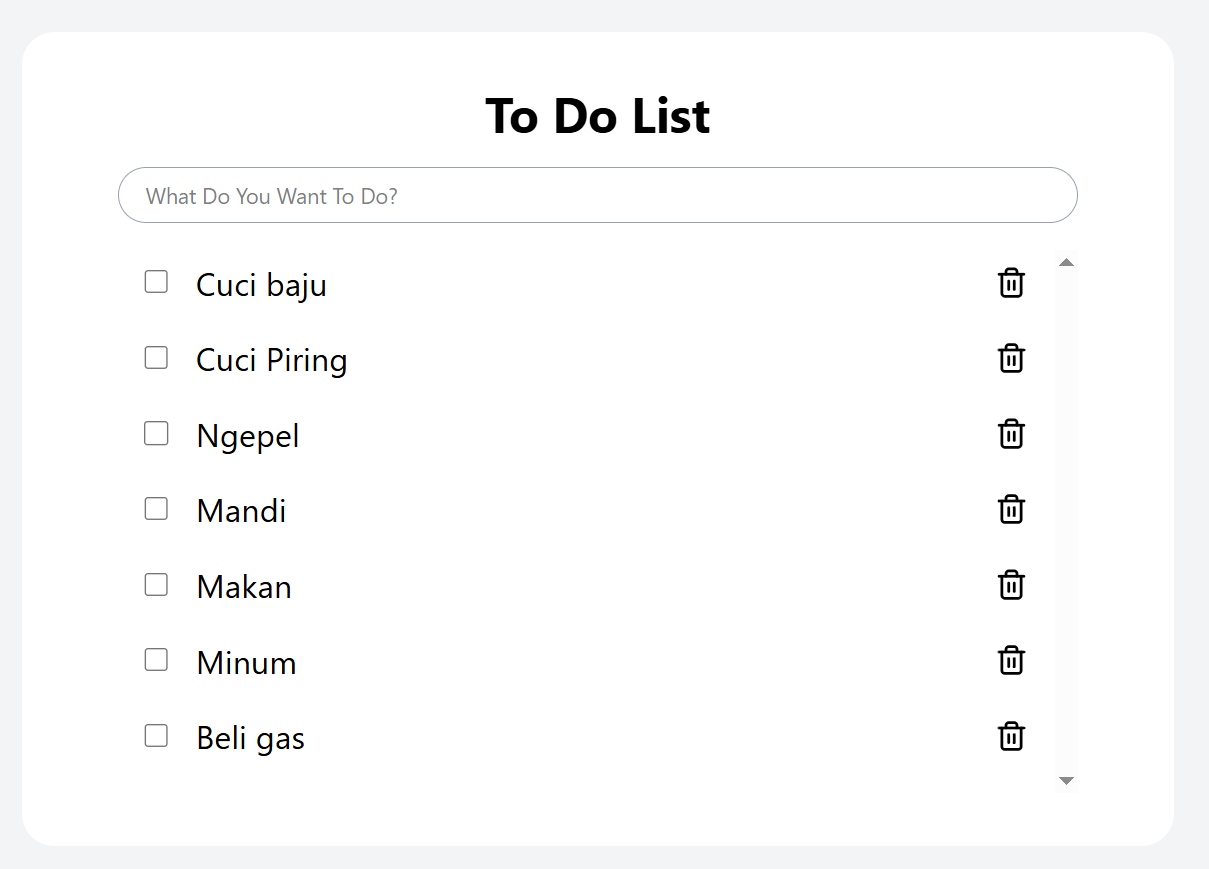 To Do List
What Do You Want To Do?
Cuci baju
Cuci Piring
Ngepel
Mandi
Makan
Minum
Beli gas